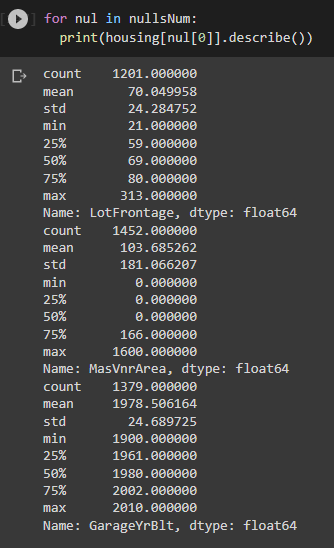 for nul in nullsNum:
  print(housing[nul[0]].describe())
count    1201.000000
mean       70.049958
std        24.284752
min        21.000000
25%        59.000000
50%        69.000000
75%        80.000000
max       313.000000
Name: LotFrontage, dtype: float64
count    1452.000000
mean      103.685262
std       181.066207
min         0.000000
25%         0.000000
50%         0.000000
75%       166.000000
max      1600.000000
Name: MasVnrArea, dtype: float64
count    1379.000000
mean     1978.506164
std        24.689725
min      1900.000000
25%      1961.000000
50%      1980.000000
75%      2002.000000
max      2010.000000
Name: GarageYrBlt, dtype: float64